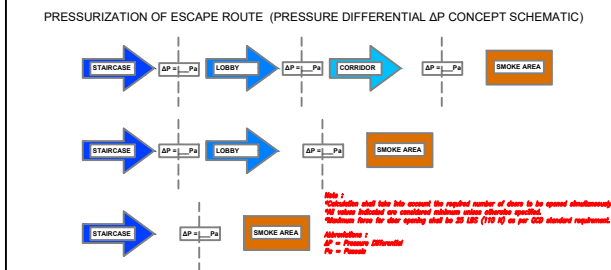 PRESSURIZATION OF ESCAPE ROUTE (PRESSURE DIFFERENTIAL ΔP CONCEPT SCHEMATIC)
STAIRCASE ΔP =___Pa LOBBY ΔP =___Pa CORRIDOR ΔP =___Pa SMOKE AREA
STAIRCASE ΔP =___Pa LOBBY ΔP =___Pa SMOKE AREA
STAIRCASE ΔP =___Pa SMOKE AREA
Note :
*Calculation shall take into account the required number of doors to be opened simultaneously
*All values indicated are considered minimum unless otherwise specified.
*Maximum force for door opening shall be 25 LBS (110 N) as per QCD standard requirement.
Abbreviations :
ΔP = Pressure Differential
Pa = Pascals